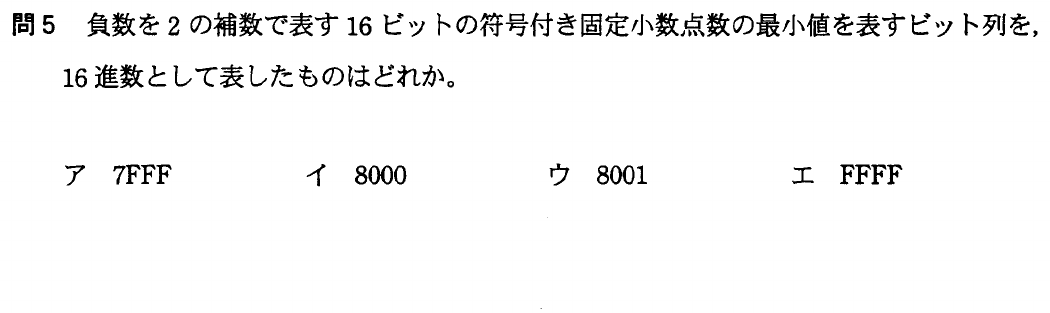 問5 負数を2の補数で表す16ビットの符号付き固定小数点数の最小値を表すビット列を,
16進数として表したものはどれか。
ア 7FFF イ 8000 ウ 8001 エ FFFF